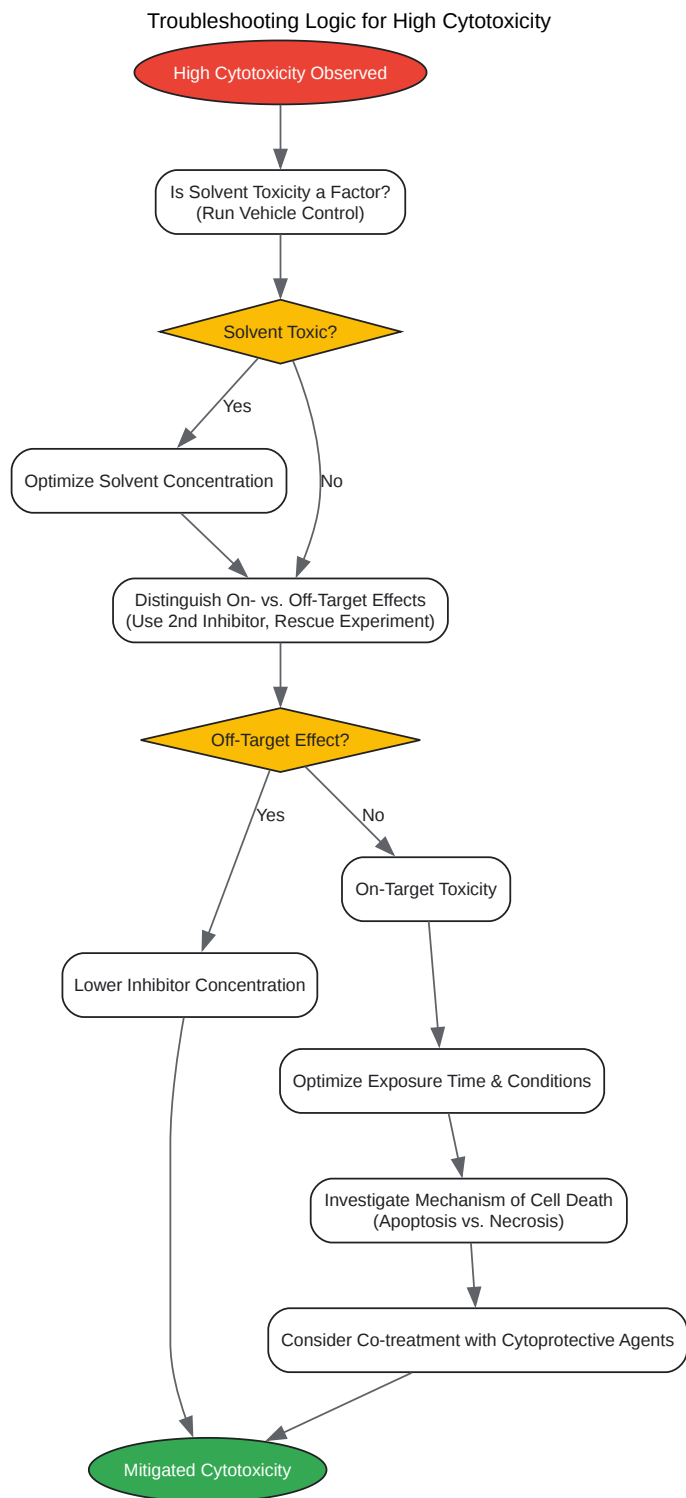 Troubleshooting Logic for High Cytotoxicity
High Cytotoxicity Observed
Is Solvent Toxicity a Factor?
(Run Vehicle Control)
Solvent Toxic?
Yes
Optimize Solvent Concentration
No
Distinguish On- vs. Off-Target Effects
(Use 2nd Inhibitor, Rescue Experiment)
Off-Target Effect?
Yes
No
On-Target Toxicity
Lower Inhibitor Concentration
Optimize Exposure Time & Conditions
Investigate Mechanism of Cell Death
(Apoptosis vs. Necrosis)
Consider Co-treatment with Cytoprotective Agents
Mitigated Cytotoxicity